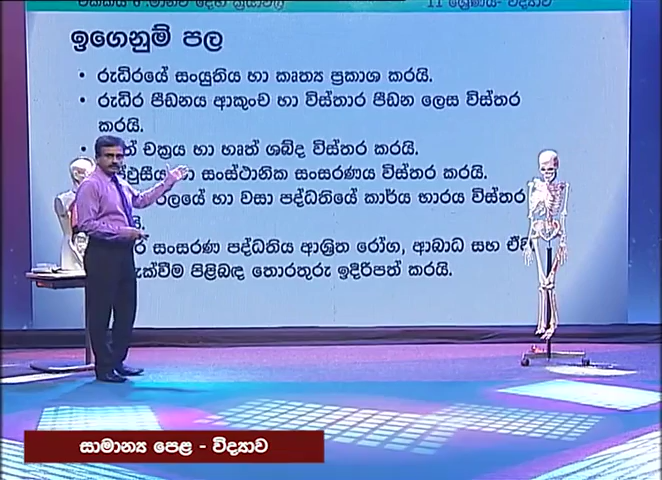 11 ශ්‍රේණිය- විද්‍යාව
ඉගෙනුම් පල
• රුධිරයේ සංයුතිය හා කෘත්‍ය ප්‍රකාශ කරයි.
• රුධිර පීඩනය ආකුංච හා විස්තාර පීඩන ලෙස විස්තර
කරයි.
චක්‍රය හා හෘත් ශබ්ද විස්තර කරයි.
සංස්ථානික සංසරණය විස්තර කරයි.
හා වසා පද්ධතියේ කාර්ය භාරය විස්තර
සංසරණ පද්ධතිය ආශ්‍රිත රෝග, ආබාධ සහ
පිළිබඳ තොරතුරු ඉදිරිපත් කරයි.
සාමාන්‍ය පෙළ - විද්‍යාව